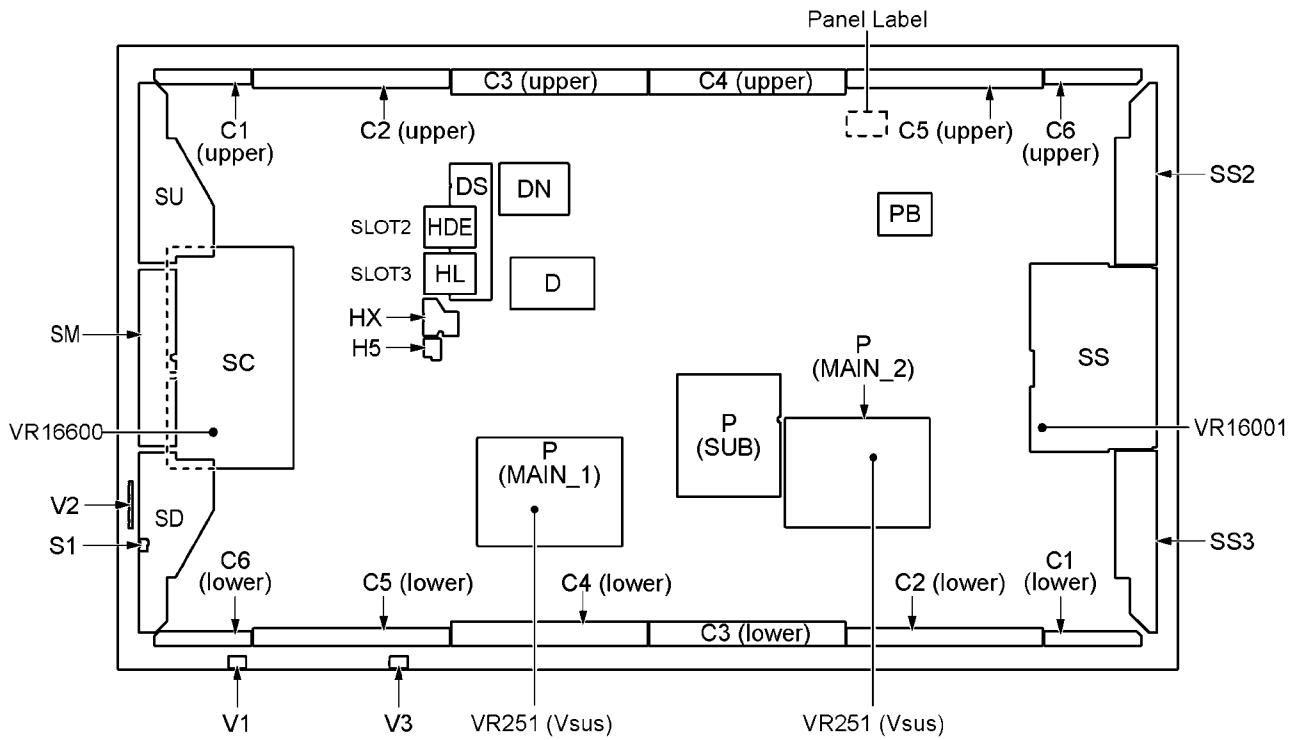 Panel Label
C3 (upper)
C4 (upper)
C1
(upper)
C2 (upper)
C5 (upper)
C6
(upper)
SU
DS
DN
SS2
SLOT2
HDE
PB
SLOT3
HL
D
HX
SM
H5
SC
P
(MAIN_2)
SS
P
(SUB)
VR16600
VR16001
P
(MAIN_1)
V2
SD
S1
SS3
C6
(lower)
C5 (lower)
C4 (lower)
C2 (lower)
C1
(lower)
C3 (lower)
V1
V3
VR251 (Vsus)
VR251 (Vsus)